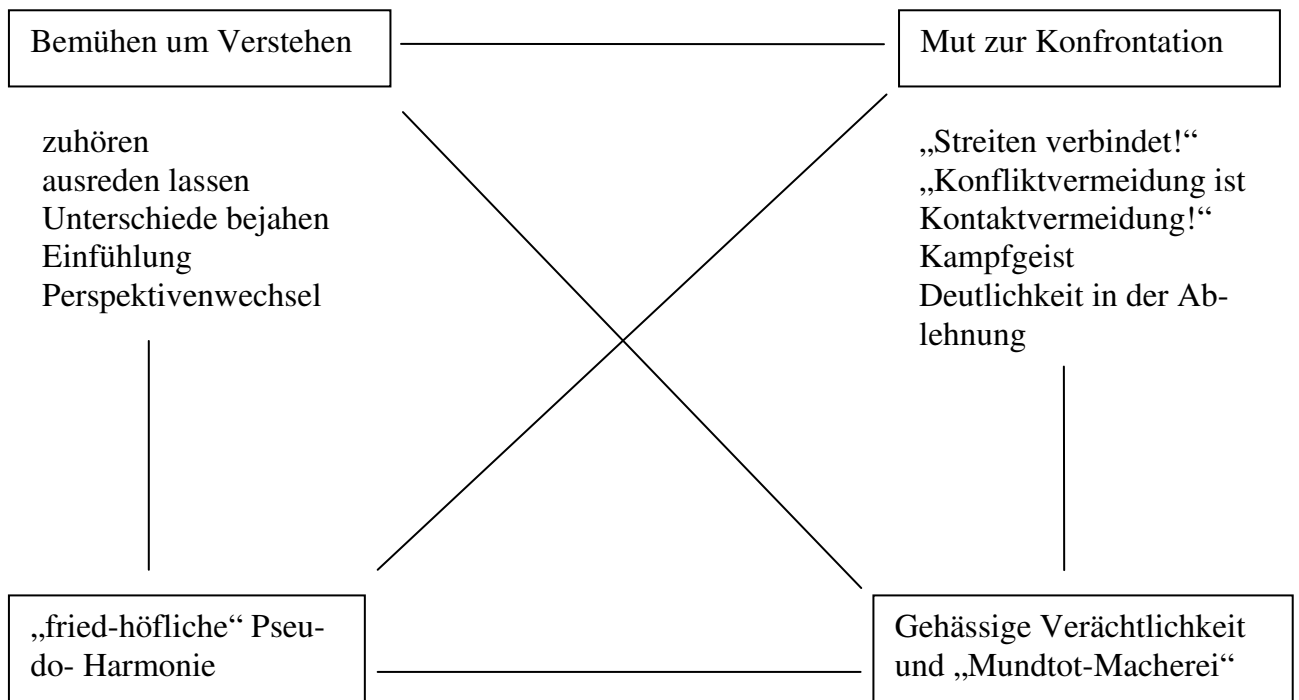 Bemühen um Verstehen
Mut zur Konfrontation
zuhören
ausreden lassen
Unterschiede bejahen
Einfühlung
Perspektivenwechsel
„Streiten verbindet!“
„Konfliktvermeidung ist
Kontaktvermeidung!“
Kampfgeist
Deutlichkeit in der Ab-
lehnung
„fried-höfliche“ Pseu-
do- Harmonie
Gehässige Verächtlichkeit
und „Mundtot-Macherei“